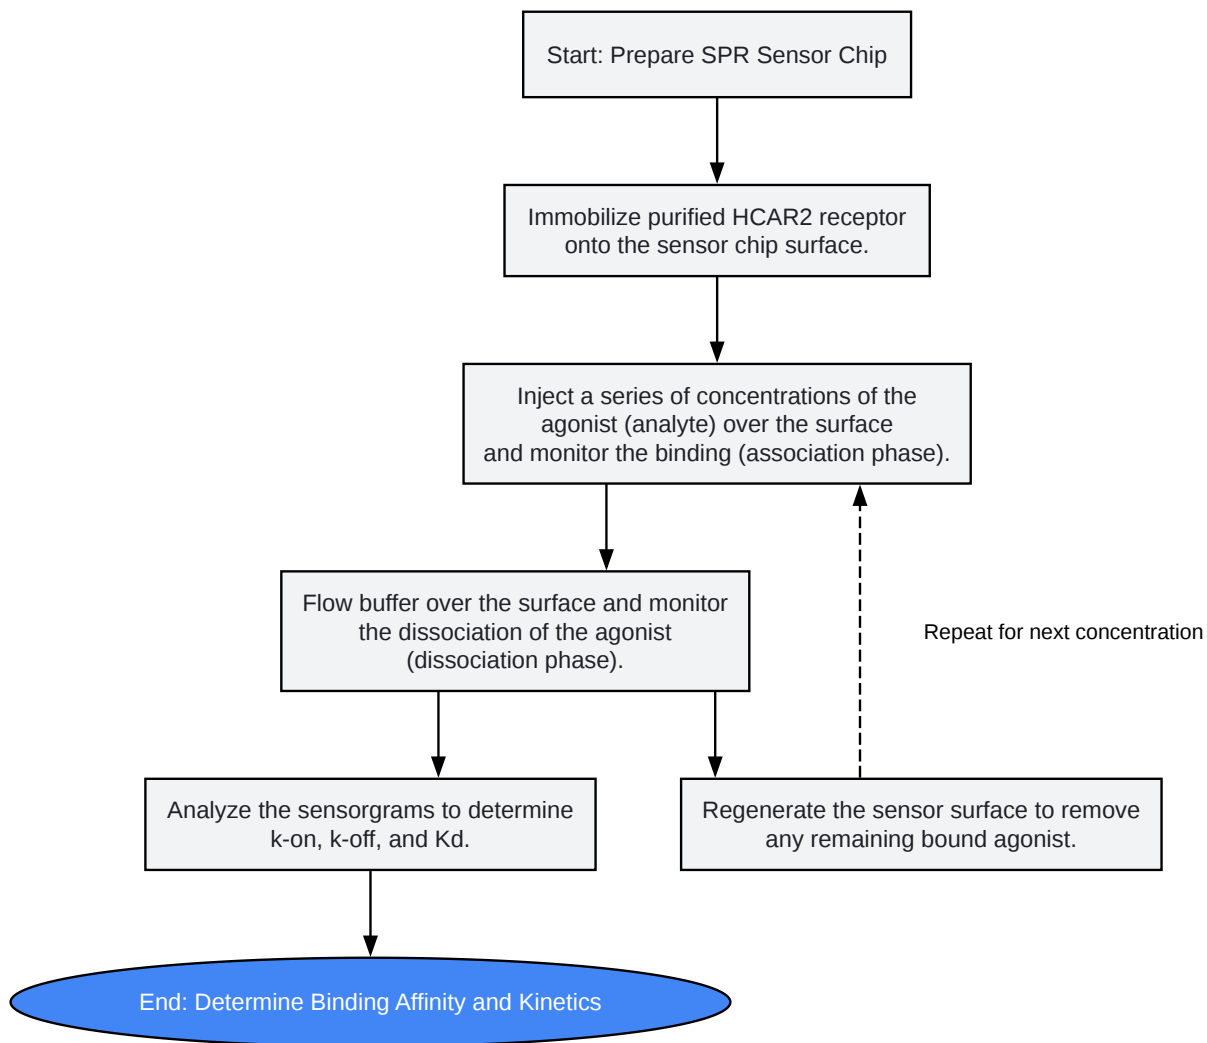 Start: Prepare SPR Sensor Chip
Immobilize purified HCAR2 receptor
onto the sensor chip surface.
Inject a series of concentrations of the
agonist (analyte) over the surface
and monitor the binding (association phase).
Flow buffer over the surface and monitor
the dissociation of the agonist
(dissociation phase).
Repeat for next concentration
Analyze the sensorgrams to determine
k-on, k-off, and Kd.
Regenerate the sensor surface to remove
any remaining bound agonist.
End: Determine Binding Affinity and Kinetics